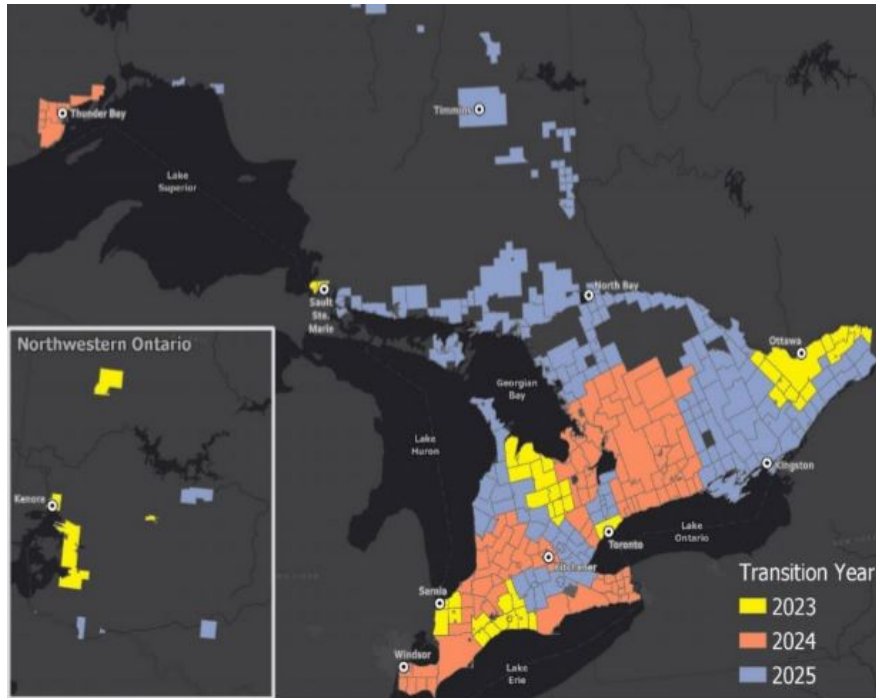 Thunder Bay
Timmins
Lake
Superior
Sault
Ste.
Marie
North Bay
Ottawa
Northwestern Ontario
Georgian
Bay
Lake
Huron
Kenora
Kingston
Toronto
Lake
Ontario
Kitchener
Sarnia
Windsor
Lake
Erie
Transition Year
2023
2024
2025